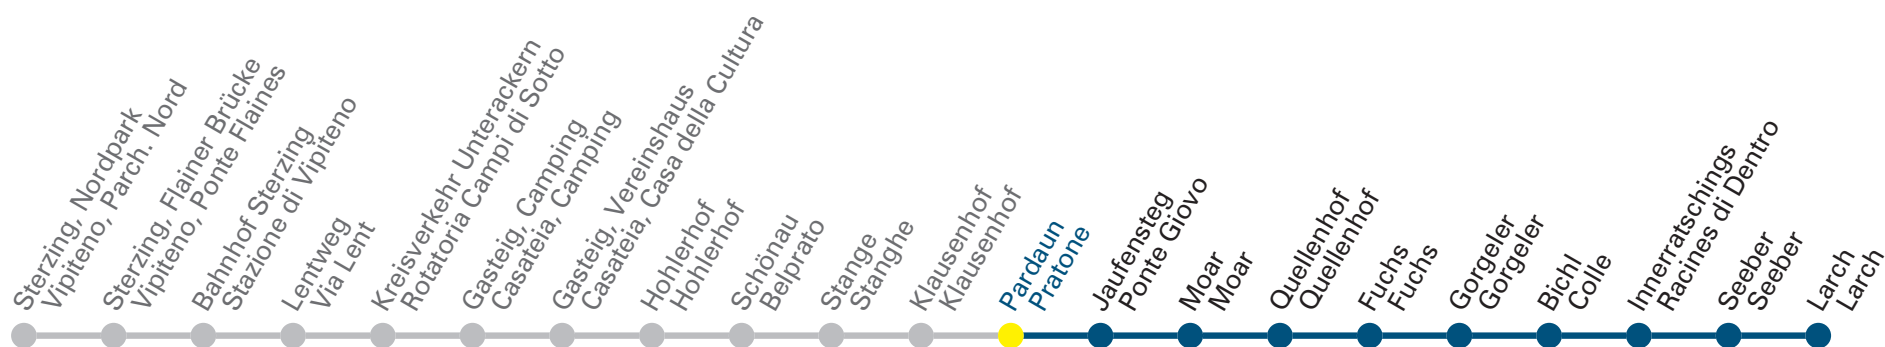 Sterzing, Nordpark
Vipiteno, Parch. Nord
Sterzing, Flainer Brücke
Vipiteno, Ponte Flaines
Bahnhof Sterzing
Stazione di Vipiteno
Lentweg
Via Lent
Kreisverkehr Unterackern
Rotatoria Campi di Sotto
Gasteig, Camping
Casateia, Camping
Gasteig, Vereinshaus
Casateia, Casa della Cultura
Hohlerhof
Hohlerhof
Schönau
Belprato
Stange
Stanghe
Klausenhof
Klausenhof
Pardaun
Pratone
Jaufensteg
Ponte Giovo
Moar
Moar
Quellenhof
Quellenhof
Fuchs
Fuchs
Gorgeler
Gorgeler
Bichl
Colle
Innerratschings
Racines di Dentro
Seeber
Seeber
Larch
Larch